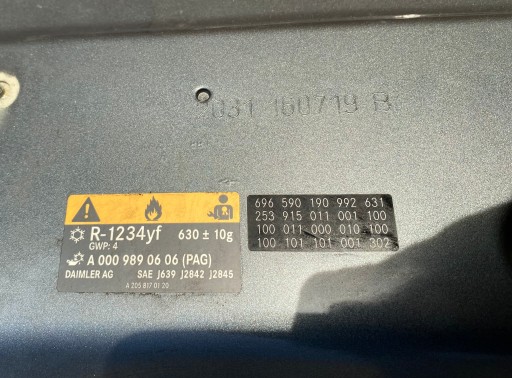 031 160719 B
R-1234yf 630 ± 10g
GWP: 4
A 000 989 06 06 (PAG)
DAIMLER AG SAE J639 J2842 J2845
A 205 817 01 20
696 590 190 992 631
253 915 011 001 100
100 011 000 010 100
100 101 101 001 302